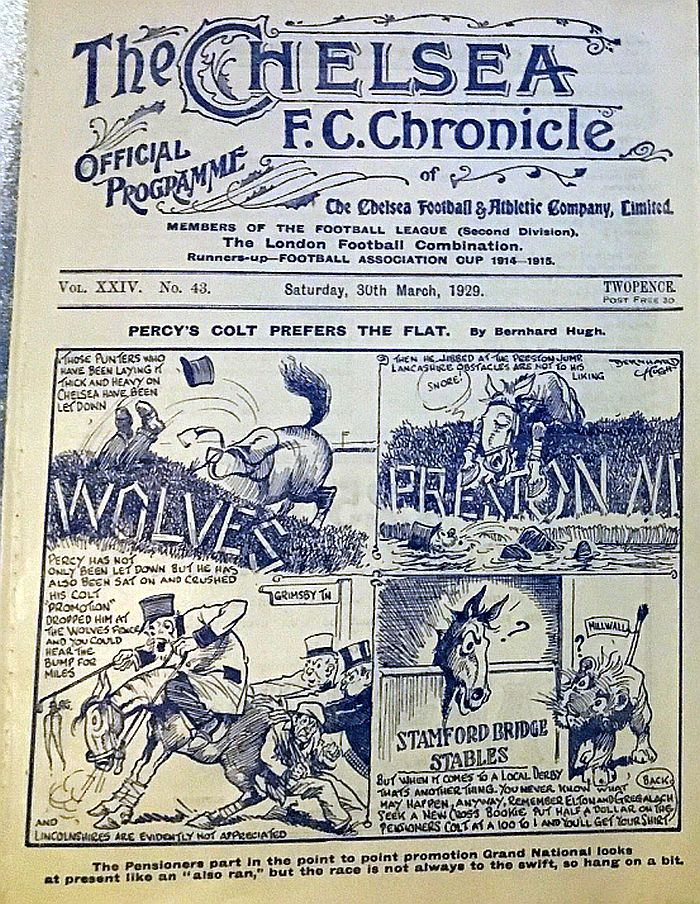 The CHELSEA
F.C. Chronicle
OFFICIAL
PROGRAMME
of
The Chelsea Football & Athletic Company, Limited.
MEMBERS OF THE FOOTBALL LEAGUE (Second Division).
The London Football Combination.
Runners-up—FOOTBALL ASSOCIATION CUP 1914-1915.
VOL. XXIV. No. 43.
Saturday, 30th March, 1929.
TWOPENCE.
POST FREE 3D
PERCY'S COLT PREFERS THE FLAT. By Bernhard Hugh.
THOSE PUNTERS WHO
HAVE BEEN LAYING IT
THICK AND HEAVY ON
CHELSEA HAVE BEEN
LET DOWN
WOLVES
THEN HE JIBBED AT THE PRESTON JUMP
LANCASHIRE OBSTACLES ARE NOT TO HIS
LIKING
BERNHARD
HUGH
SNORE!
PRESTON N
PERCY HAS NOT
ONLY BEEN LET DOWN BUT HE HAS
ALSO BEEN SAT ON AND CRUSHED
HIS COLT
"PROMOTION"
DROPPED HIM AT
THE WOLVES FENCE
AND YOU COULD
HEAR THE
BUMP FOR
MILES
GRIMSBY TN
AND
LINCOLNSHIRES ARE EVIDENTLY NOT APPRECIATED
?
MILLWALL
?
STAMFORD BRIDGE
STABLES
BUT WHEN IT COMES TO A LOCAL DERBY
THATS ANOTHER THING. YOU NEVER KNOW WHAT
MAY HAPPEN, ANYWAY, REMEMBER ELTON AND GREGALACH
SEEK A NEW CROSS BOOKIE PUT HALF A DOLLAR ON THE
PENSIONERS COLT AT A 100 TO 1 AND YOU'LL GET YOUR SHIRT
BACK.
The Pensioners part in the point to point promotion Grand National looks
at present like an "also ran," but the race is not always to the swift, so hang on a bit.